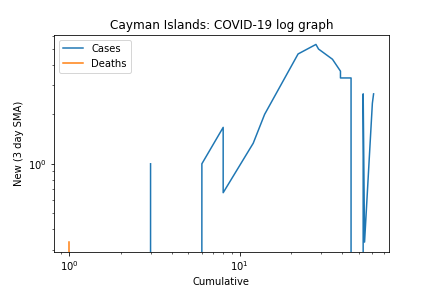 Cayman Islands: COVID-19 log graph
Cases
Deaths
New (3 day SMA)
10⁰
10⁰ 10¹
Cumulative